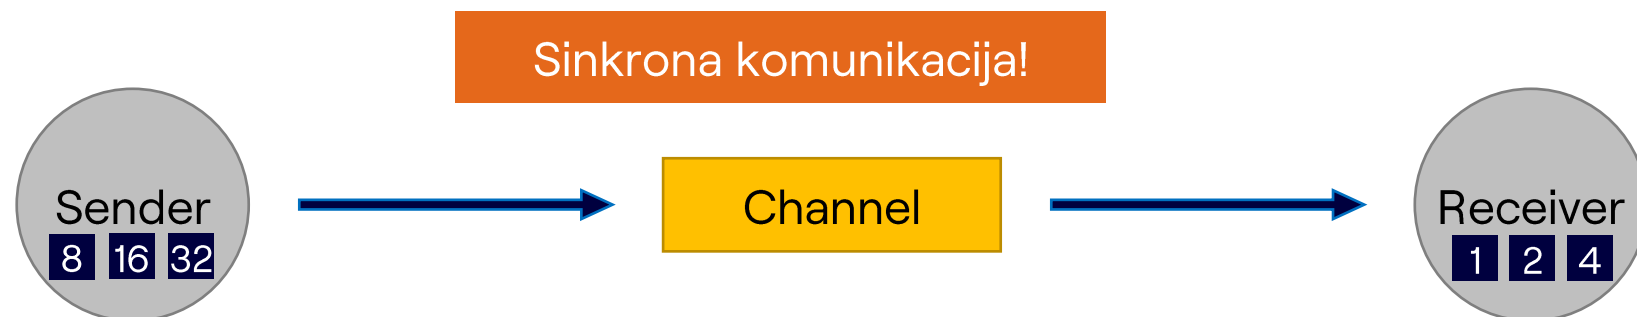 Sinkrona komunikacija!
Sender
8 16 32
Channel
Receiver
1 2 4